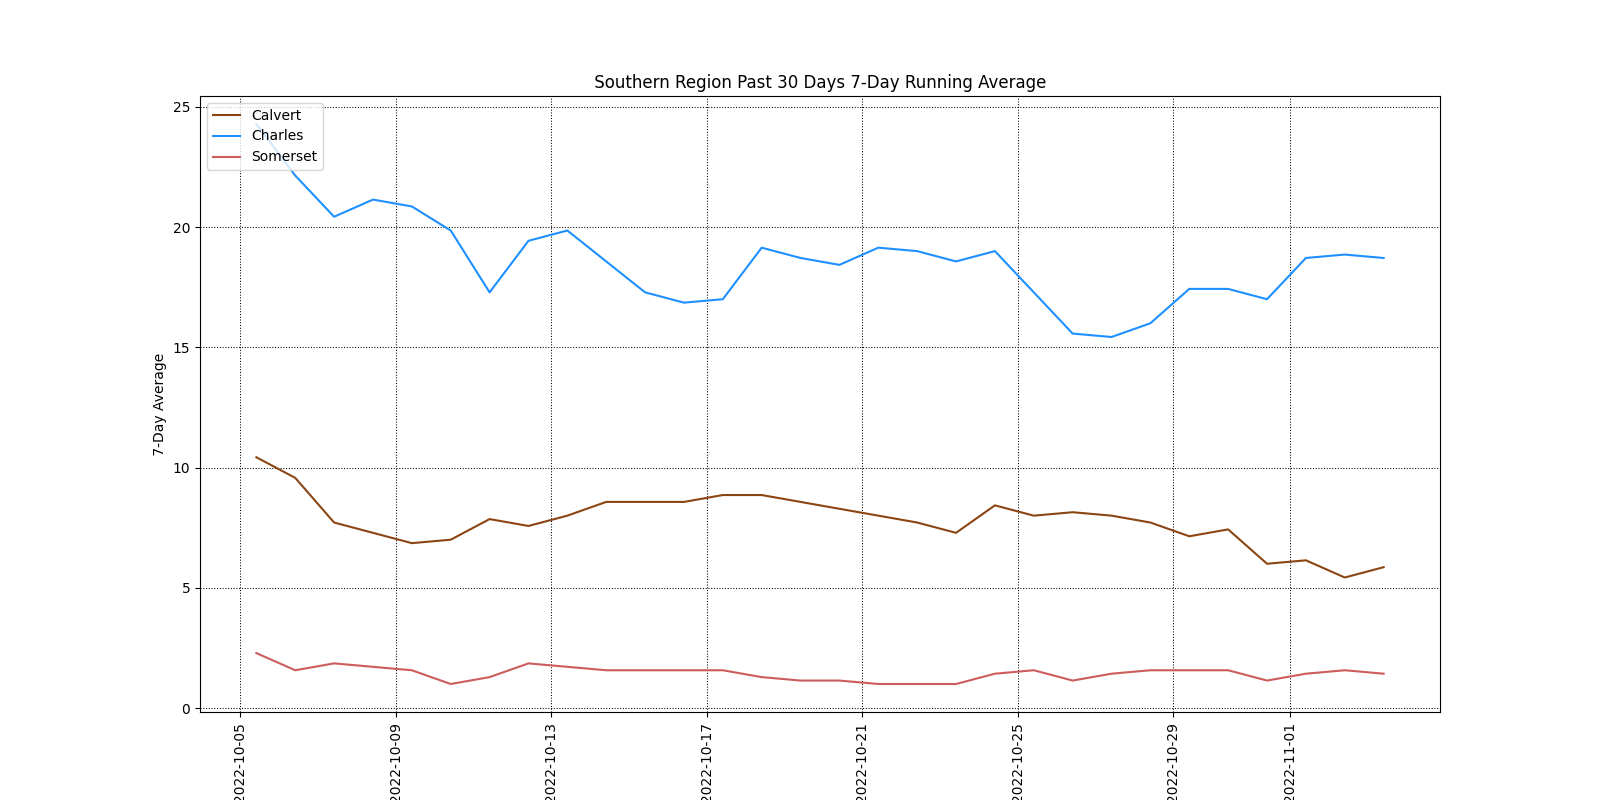 Southern Region Past 30 Days 7-Day Running Average
Calvert
Charles
Somerset
7-Day Average
25
20
15
10
5
0
2022-10-05
2022-10-09
2022-10-13
2022-10-17
2022-10-21
2022-10-25
2022-10-29
2022-11-01